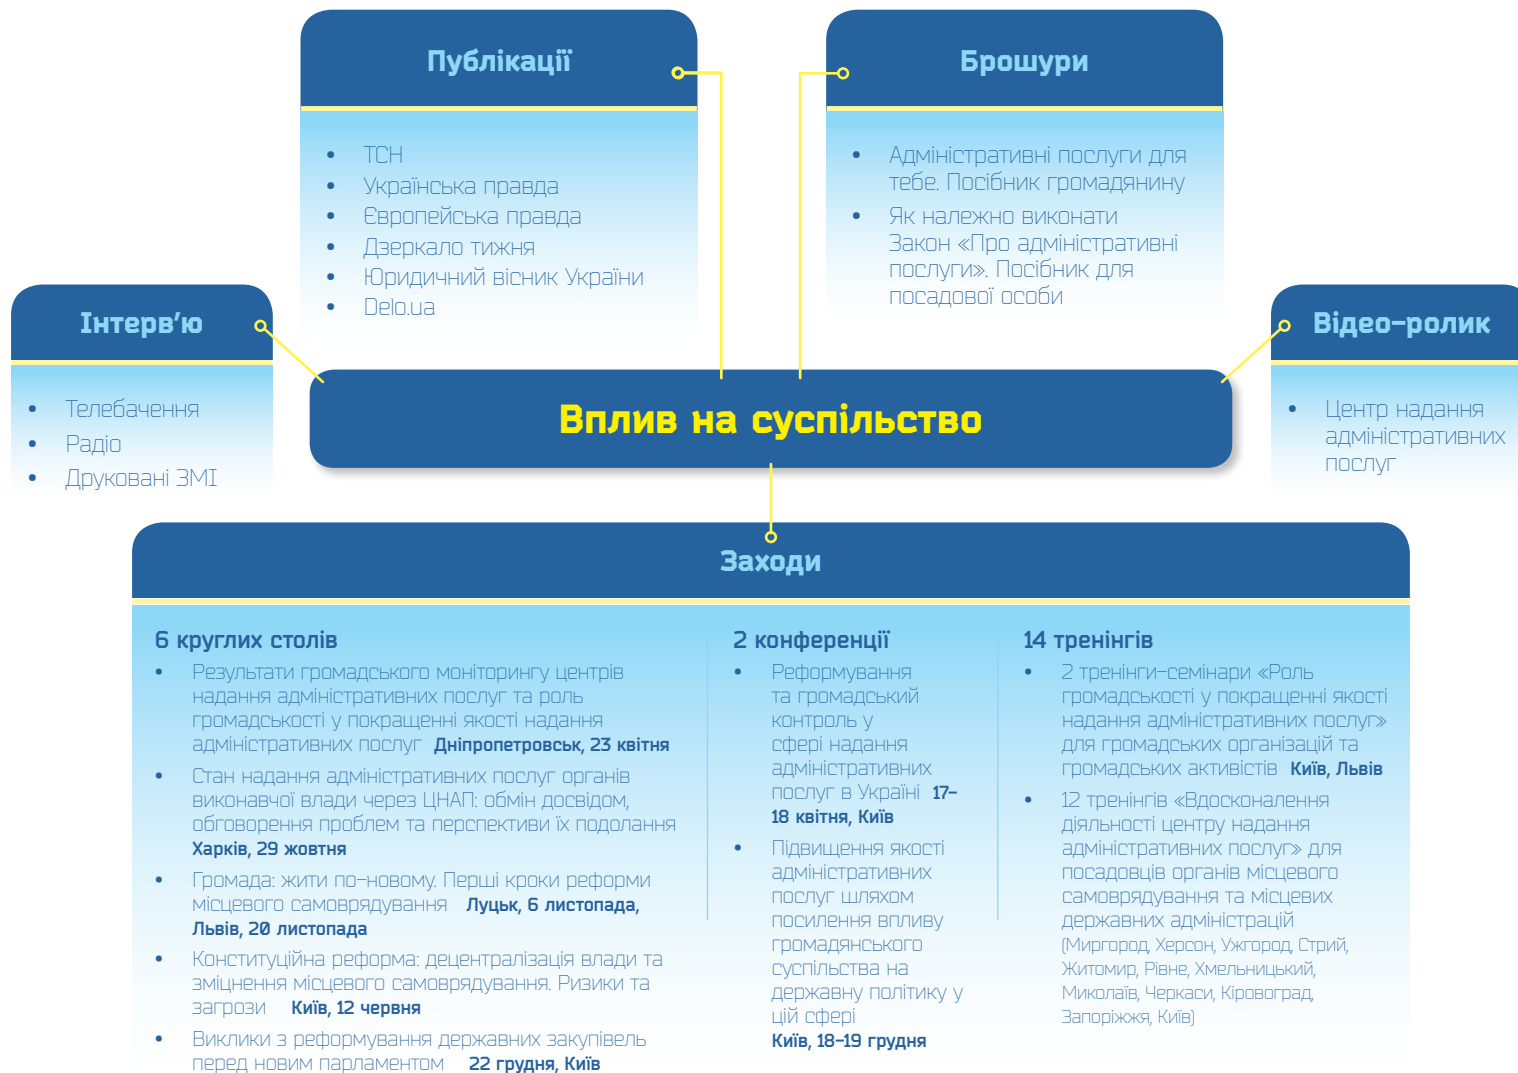 Публікації
• ТСН
• Українська правда
• Європейська правда
• Дзеркало тижня
• Юридичний вісник України
• Delo.ua
Брошури
• Адміністративні послуги для
тебе. Посібник громадянину
• Як належно виконати
Закон «Про адміністративні
послуги». Посібник для
посадової особи
Інтерв’ю
• Телебачення
• Радіо
• Друковані ЗМІ
Вплив на суспільство
Відео-ролик
• Центр надання
адміністративних
послуг
Заходи
6 круглих столів
• Результати громадського моніторингу центрів
надання адміністративних послуг та роль
громадськості у покращенні якості надання
адміністративних послуг Дніпропетровськ, 23 квітня
• Стан надання адміністративних послуг органів
виконавчої влади через ЦНАП: обмін досвідом,
обговорення проблем та перспективи їх подолання
Харків, 29 жовтня
• Громада: жити по-новому. Перші кроки реформи
місцевого самоврядування Луцьк, 6 листопада,
Львів, 20 листопада
• Конституційна реформа: децентралізація влади та
зміцнення місцевого самоврядування. Ризики та
загрози Київ, 12 червня
• Виклики з реформування державних закупівель
перед новим парламентом 22 грудня, Київ
2 конференції
• Реформування
та громадський
контроль у
сфері надання
адміністративних
послуг в Україні 17-
18 квітня, Київ
• Підвищення якості
адміністративних
послуг шляхом
посилення впливу
громадянського
суспільства на
державну політику у
цій сфері
Київ, 18-19 грудня
14 тренінгів
• 2 тренінги-семінари «Роль
громадськості у покращенні якості
надання адміністративних послуг»
для громадських організацій та
громадських активістів Київ, Львів
• 12 тренінгів «Вдосконалення
діяльності центру надання
адміністративних послуг» для
посадовців органів місцевого
самоврядування та місцевих
державних адміністрацій
(Миргород, Херсон, Ужгород, Стрий,
Житомир, Рівне, Хмельницький,
Миколаїв, Черкаси, Кіровоград,
Запоріжжя, Київ)